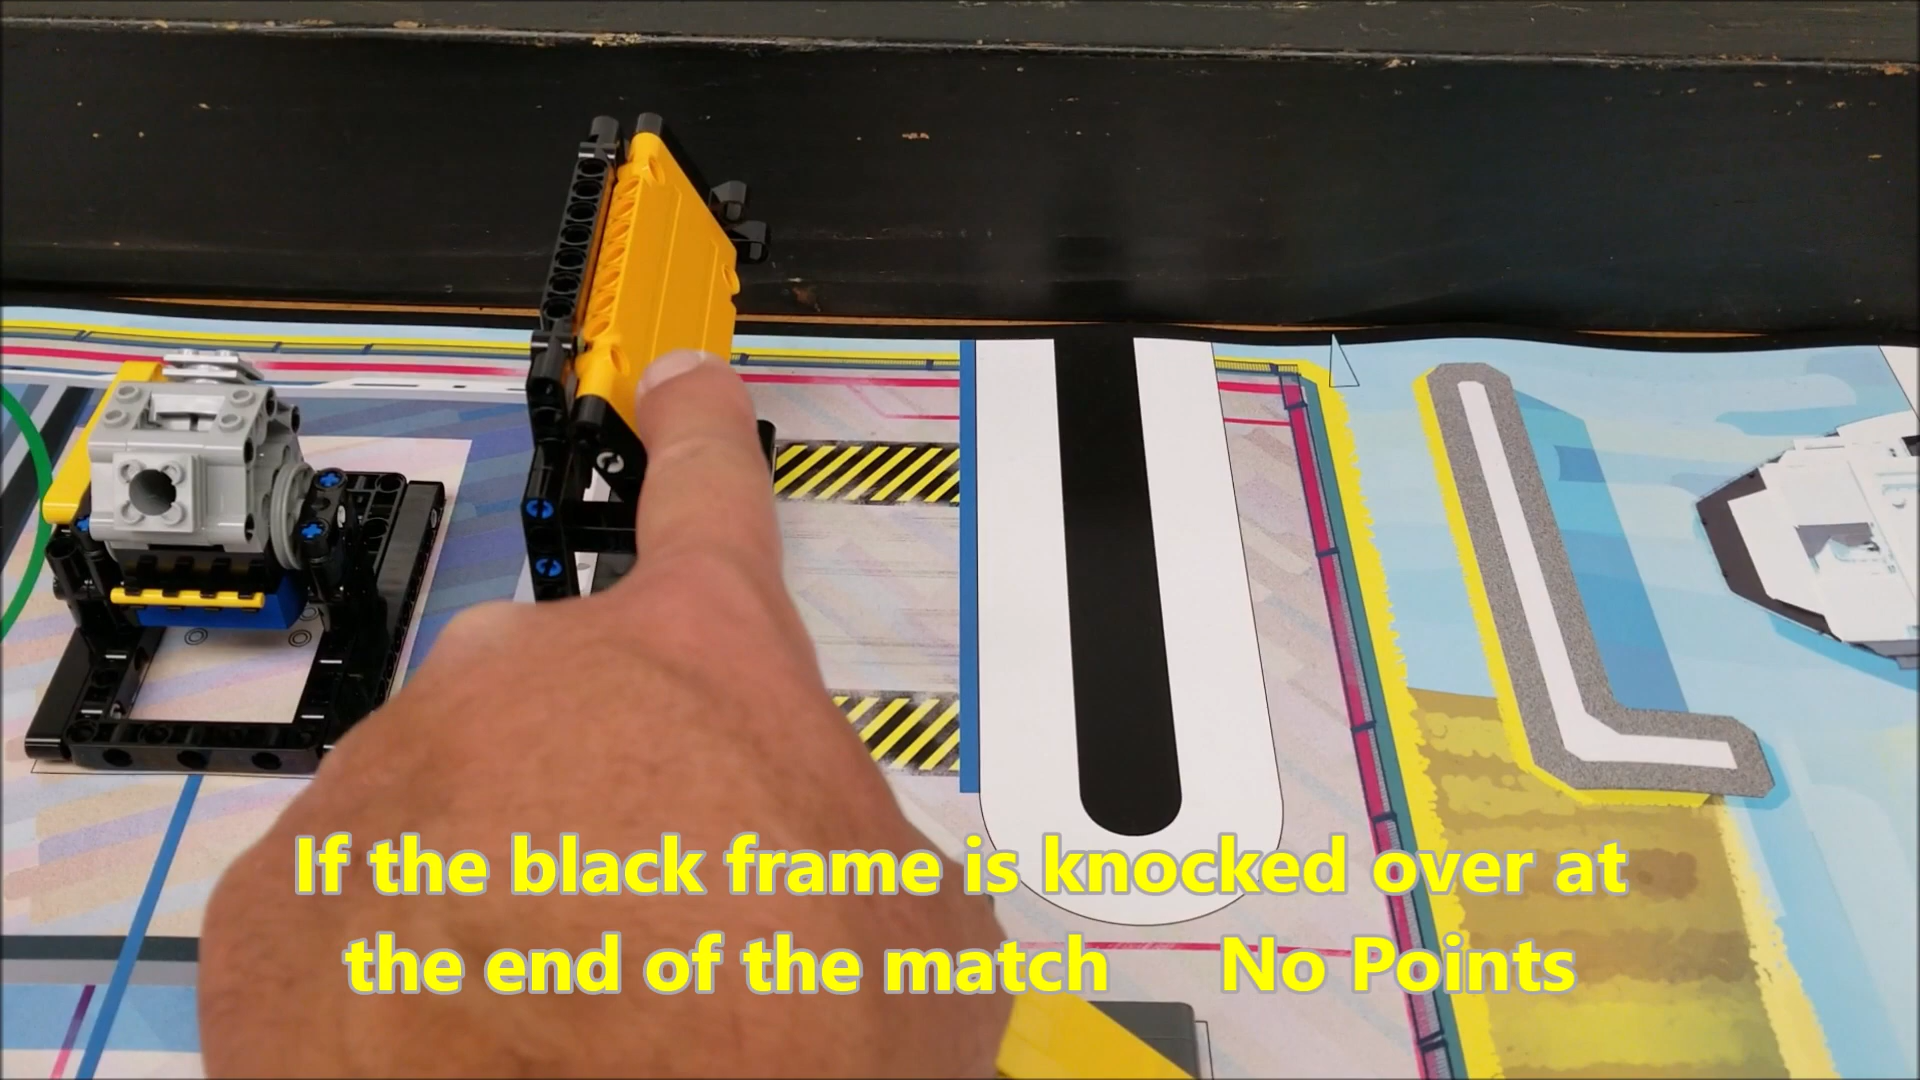 If the black frame is knocked over at
the end of the match No Points